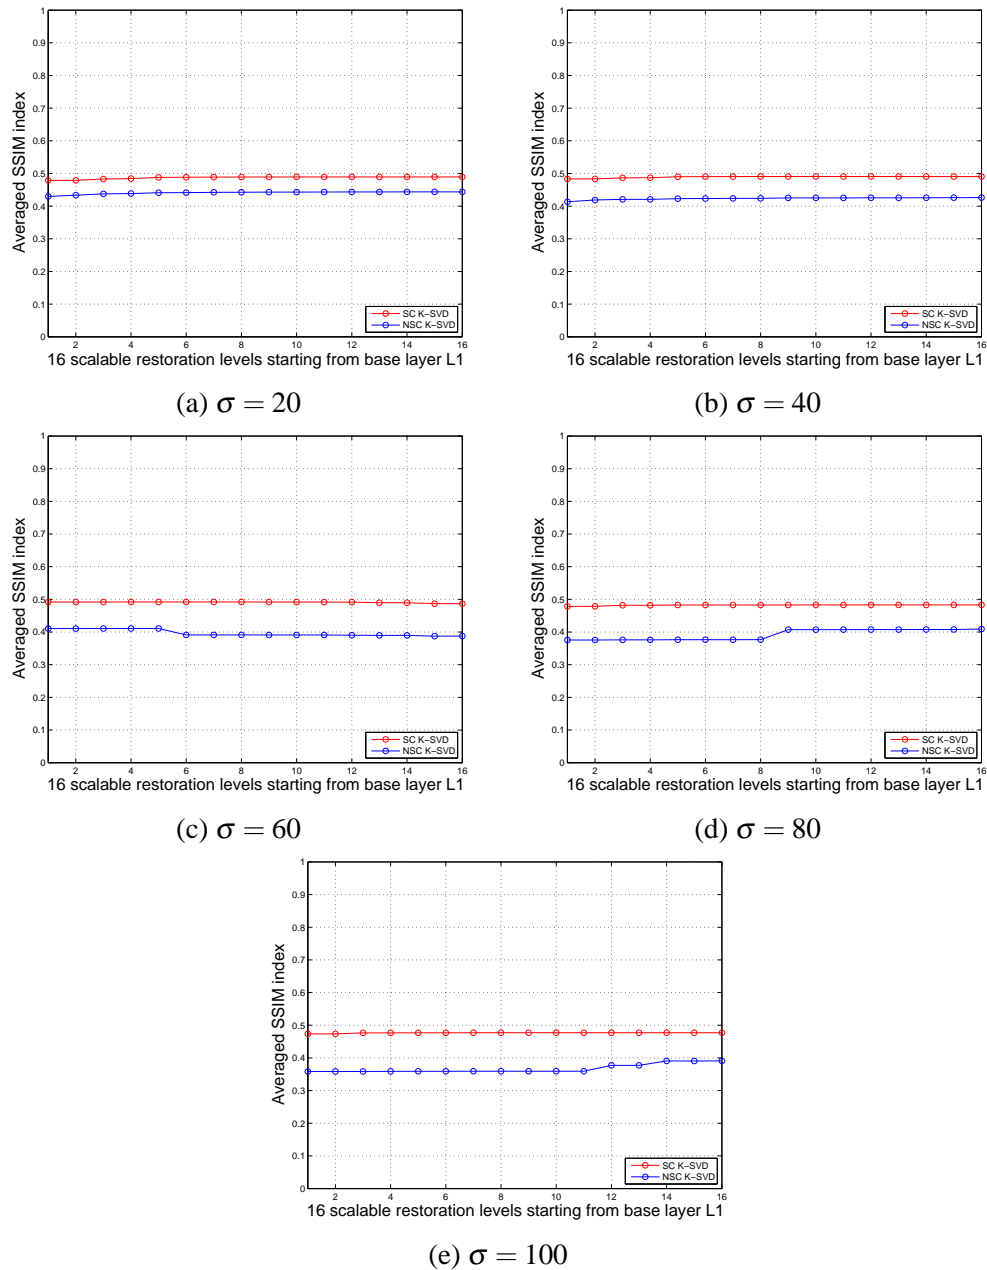 1
0.9
0.8
0.7
0.6
0.5
0.4
0.3
0.2
0.1
0
Averaged SSIM index
SC K−SVD
NSC K−SVD
2 4 6 8 10 12 14 16
16 scalable restoration levels starting from base layer L1
(a) σ = 20
1
0.9
0.8
0.7
0.6
0.5
0.4
0.3
0.2
0.1
0
Averaged SSIM index
SC K−SVD
NSC K−SVD
2 4 6 8 10 12 14 16
16 scalable restoration levels starting from base layer L1
(b) σ = 40
1
0.9
0.8
0.7
0.6
0.5
0.4
0.3
0.2
0.1
0
Averaged SSIM index
SC K−SVD
NSC K−SVD
2 4 6 8 10 12 14 16
16 scalable restoration levels starting from base layer L1
(c) σ = 60
1
0.9
0.8
0.7
0.6
0.5
0.4
0.3
0.2
0.1
0
Averaged SSIM index
SC K−SVD
NSC K−SVD
2 4 6 8 10 12 14 16
16 scalable restoration levels starting from base layer L1
(d) σ = 80
1
0.9
0.8
0.7
0.6
0.5
0.4
0.3
0.2
0.1
0
Averaged SSIM index
SC K−SVD
NSC K−SVD
2 4 6 8 10 12 14 16
16 scalable restoration levels starting from base layer L1
(e) σ = 100